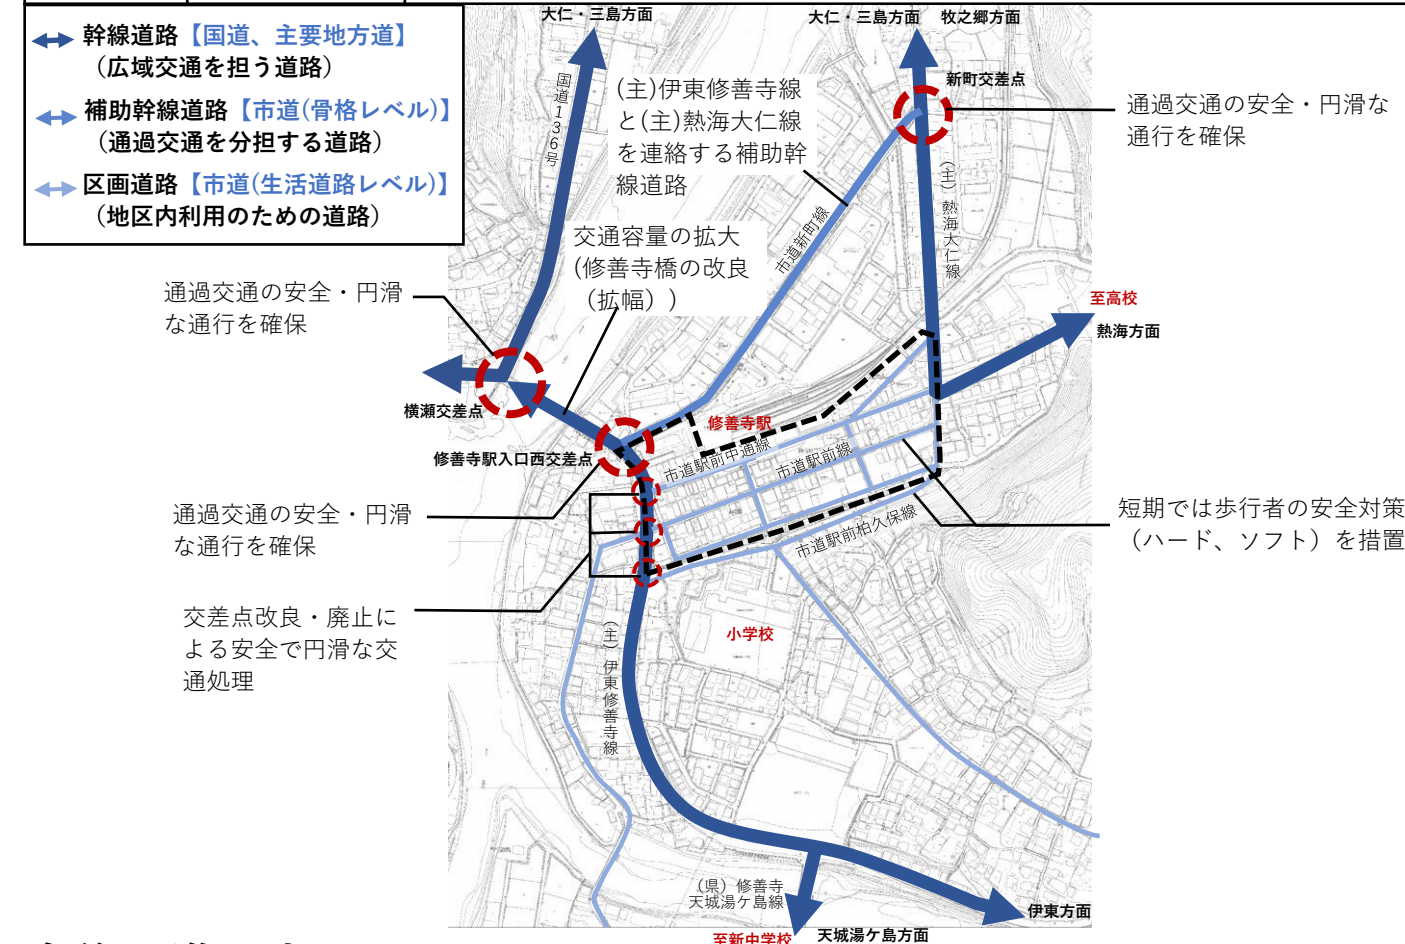 幹線道路【国道、主要地方道】
（広域交通を担う道路）
補助幹線道路【市道(骨格レベル)】
（通過交通を分担する道路）
区画道路【市道(生活道路レベル)】
（地区内利用のための道路）
大仁・三島方面
大仁・三島方面
牧之郷方面
国道136号
(主)伊東修善寺線
と(主)熱海大仁線
を連絡する補助幹
線道路
新町交差点
通過交通の安全・円滑な
通行を確保
（主）熱海大仁線
市道新町線
交通容量の拡大
(修善寺橋の改良
（拡幅））
通過交通の安全・円滑
な通行を確保
至高校
熱海方面
横瀬交差点
修善寺駅
修善寺駅入口西交差点
市道駅前中通線
市道駅前線
市道駅前柏久保線
通過交通の安全・円滑
な通行を確保
短期では歩行者の安全対策
（ハード、ソフト）を措置
交差点改良・廃止に
よる安全で円滑な交
通処理
小学校
（主）伊東修善寺線
（県）修善寺
天城湯ケ島線
伊東方面
至新中学校
天城湯ケ島方面